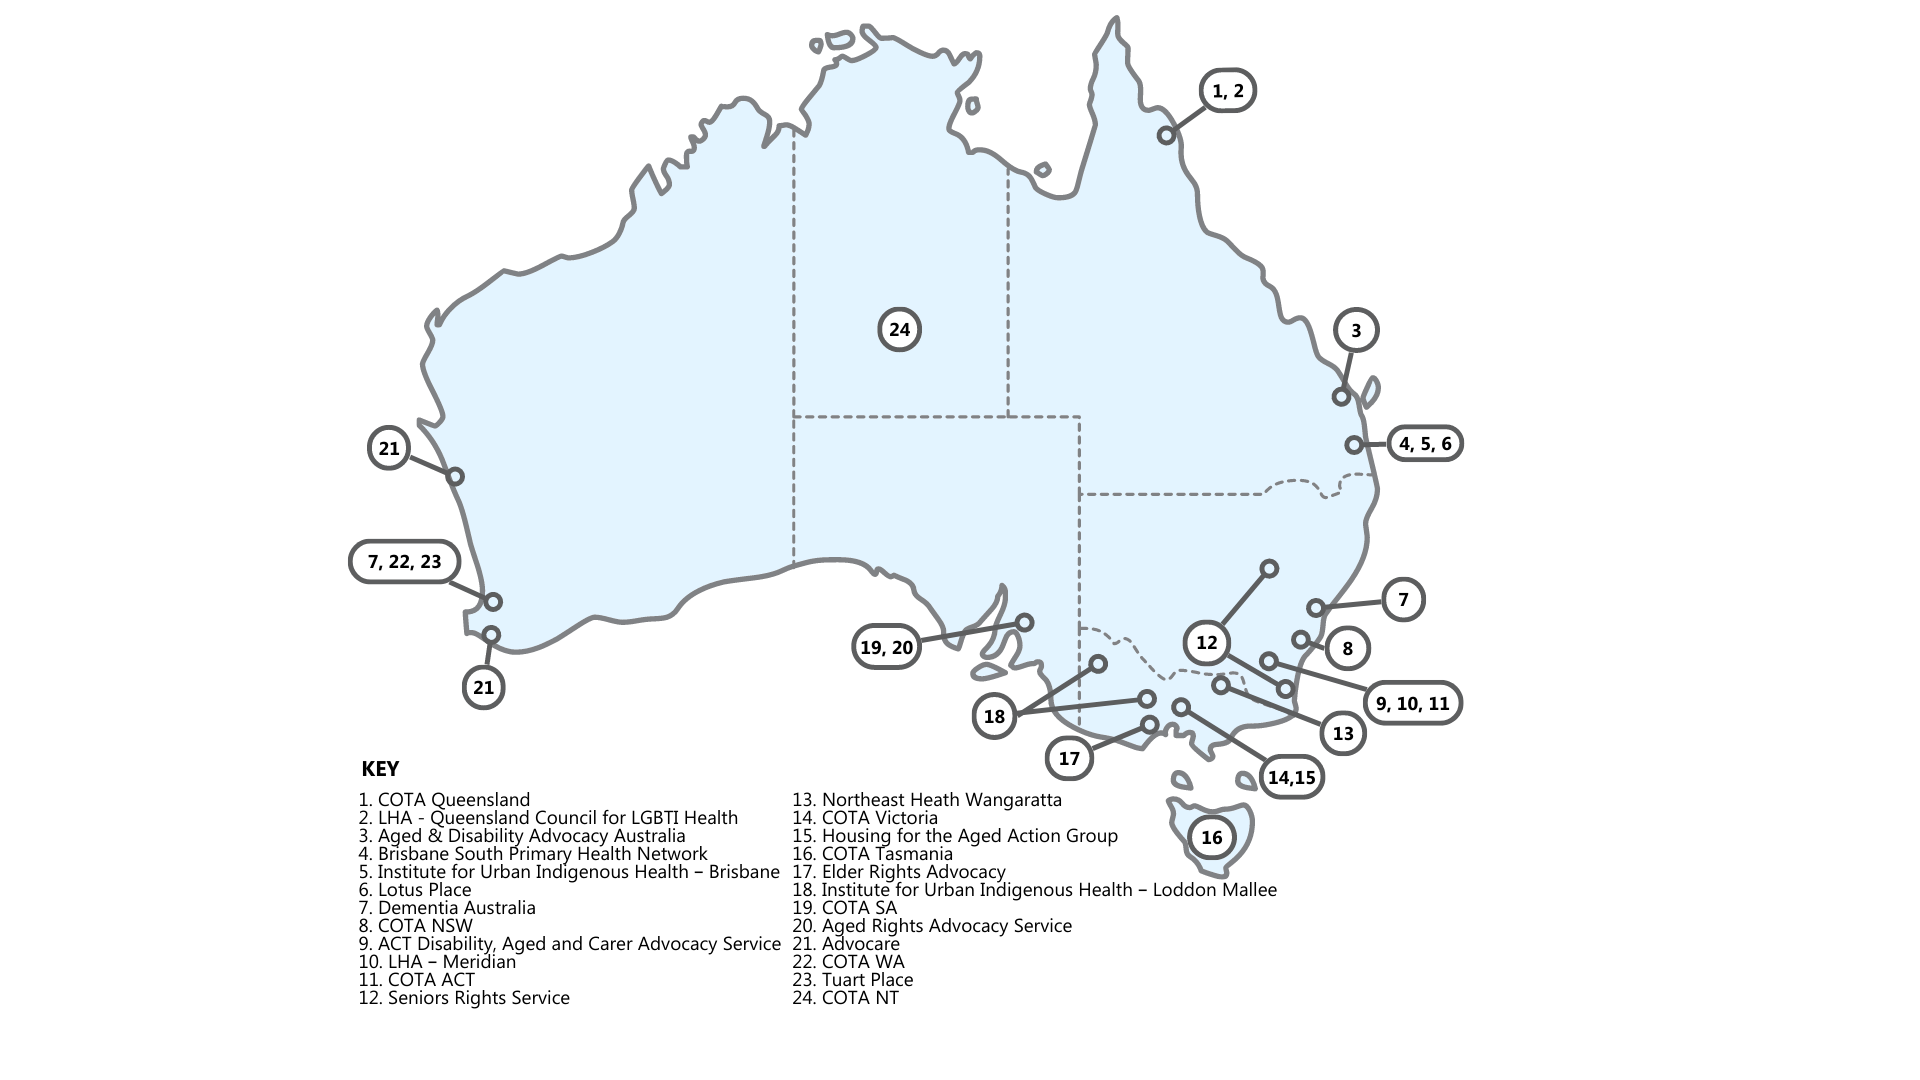 1, 2
24
3
21
4, 5, 6
7, 22, 23
7
12
19, 20
8
21
9, 10, 11
18
13
17
14,15
16
KEY
1. COTA Queensland
2. LHA - Queensland Council for LGBTI Health
3. Aged & Disability Advocacy Australia
4. Brisbane South Primary Health Network
5. Institute for Urban Indigenous Health – Brisbane
6. Lotus Place
7. Dementia Australia
8. COTA NSW
9. ACT Disability, Aged and Carer Advocacy Service
10. LHA – Meridian
11. COTA ACT
12. Seniors Rights Service
13. Northeast Heath Wangaratta
14. COTA Victoria
15. Housing for the Aged Action Group
16. COTA Tasmania
17. Elder Rights Advocacy
18. Institute for Urban Indigenous Health – Loddon Mallee
19. COTA SA
20. Aged Rights Advocacy Service
21. Advocare
22. COTA WA
23. Tuart Place
24. COTA NT